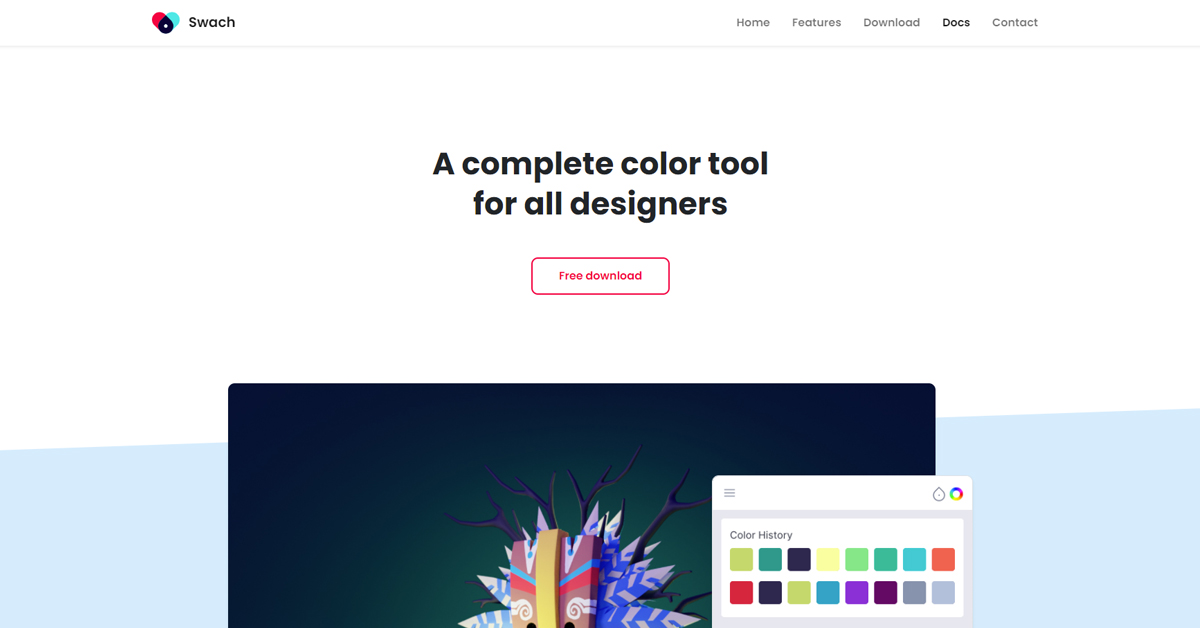 Swach
Home Features Download Docs Contact
A complete color tool
for all designers
Free download
Color History